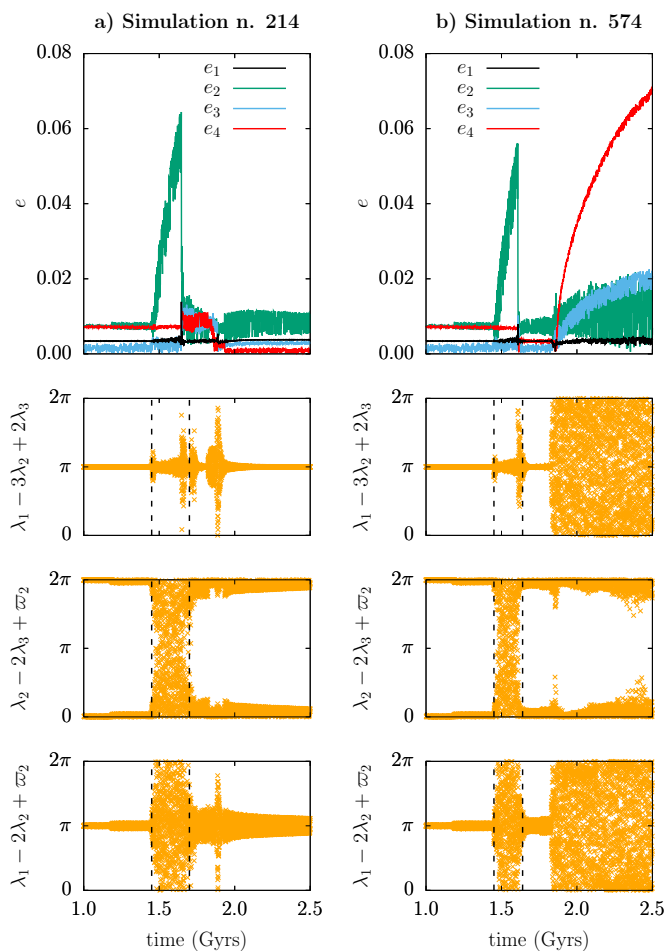 a) Simulation n. 214
b) Simulation n. 574
0.08
0.06
0.04
0.02
0.00
e
e₁
e₂
e₃
e₄
0.08
0.06
0.04
0.02
0.00
e
e₁
e₂
e₃
e₄
2π
π
0
λ₁ − 3λ₂ + 2λ₃
2π
π
0
λ₁ − 3λ₂ + 2λ₃
2π
π
0
λ₂ − 2λ₃ + ϖ₂
2π
π
0
λ₂ − 2λ₃ + ϖ₂
2π
π
0
λ₁ − 2λ₂ + ϖ₂
2π
π
0
λ₁ − 2λ₂ + ϖ₂
1.0 1.5 2.0 2.5
time (Gyrs)
1.0 1.5 2.0 2.5
time (Gyrs)